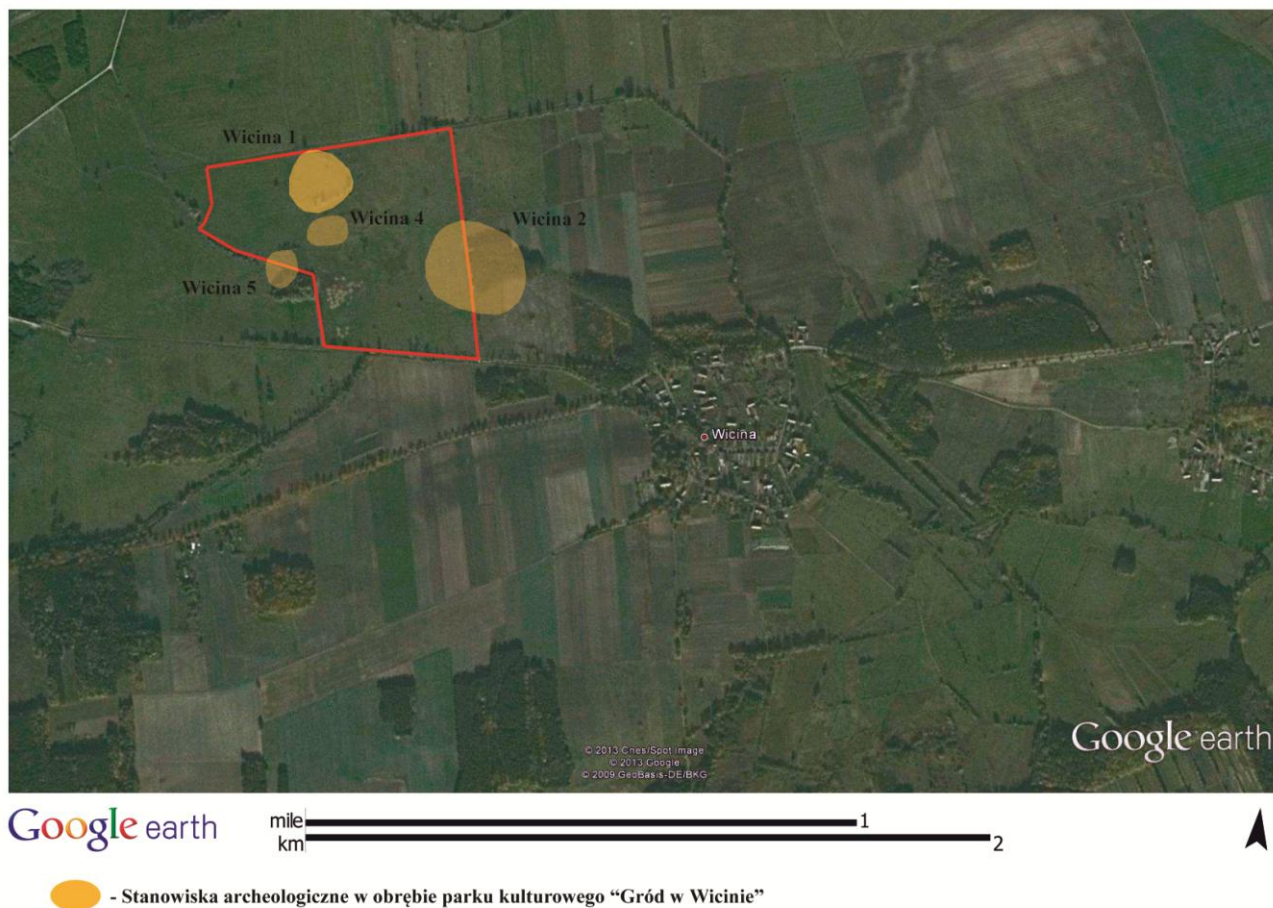 Wicina 1
Wicina 4
Wicina 2
Wicina 5
Wicina
Google earth
© 2013 Cnes/Spot Image
© 2013 Google
© 2009 GeoBasis-DE/BKG
Google earth
mile 1
km 2
- Stanowiska archeologiczne w obrębie parku kulturowego “Gród w Wicinie”